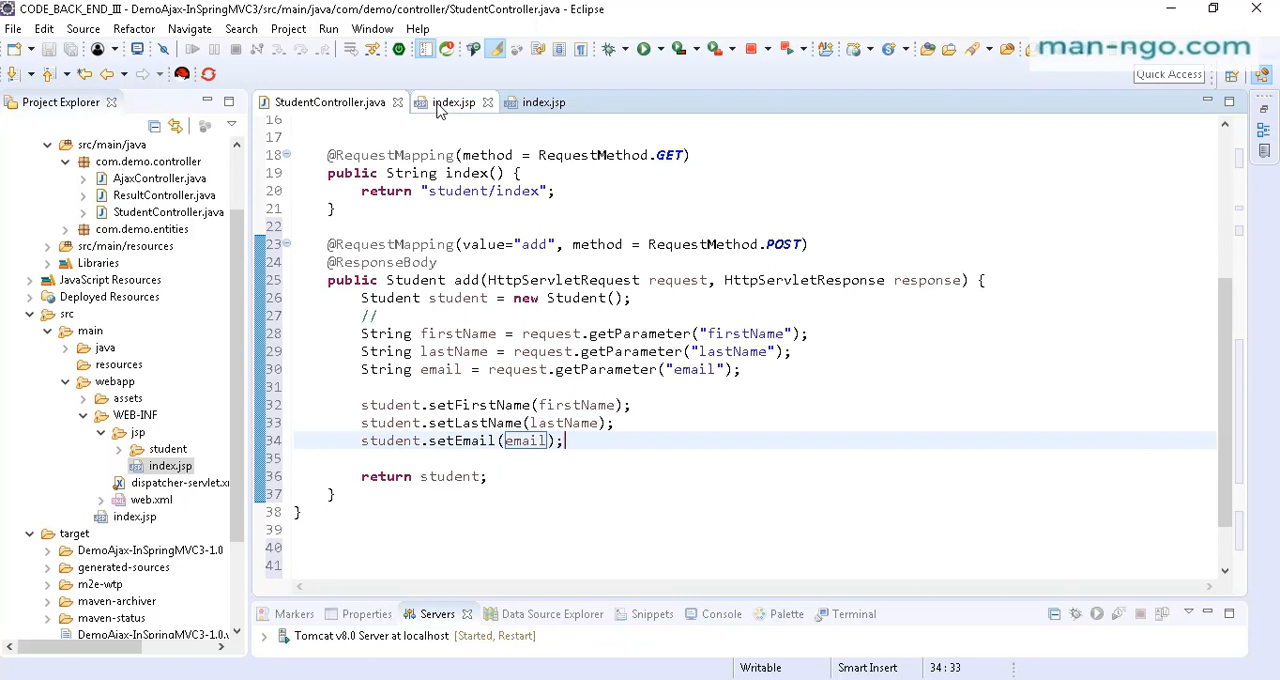 CODE_BACK_END_III - DemoAjax-InSpringMVC3/src/main/java/com/demo/controller/StudentController.java - Eclipse
File Edit Source Refactor Navigate Search Project Run Window Help
man-ngo.com
Quick Access
Project Explorer
StudentController.java index.jsp index.jsp
src/main/java
com.demo.controller
AjaxController.java
ResultController.java
StudentController.java
com.demo.entities
src/main/resources
Libraries
JavaScript Resources
Deployed Resources
src
main
java
resources
webapp
assets
WEB-INF
jsp
student
index.jsp
dispatcher-servlet.x
web.xml
index.jsp
target
DemoAjax-InSpringMVC3-1.0
generated-sources
m2e-wtp
maven-archiver
maven-status
DemoAjax-InSpringMVC3-1.0.
16
17
18 @RequestMapping(method = RequestMethod.GET)
19 public String index() {
20 return "student/index";
21 }
22
23 @RequestMapping(value="add", method = RequestMethod.POST)
24 @ResponseBody
25 public Student add(HttpServletRequest request, HttpServletResponse response) {
26 Student student = new Student();
27 //
28 String firstName = request.getParameter("firstName");
29 String lastName = request.getParameter("lastName");
30 String email = request.getParameter("email");
31
32 student.setFirstName(firstName);
33 student.setLastName(lastName);
34 student.setEmail(email);
35
36 return student;
37 }
38 }
39
40
41
Markers Properties Servers Data Source Explorer Snippets Console Palette Terminal
Tomcat v8.0 Server at localhost [Started, Restart]
Writable Smart Insert 34 : 33